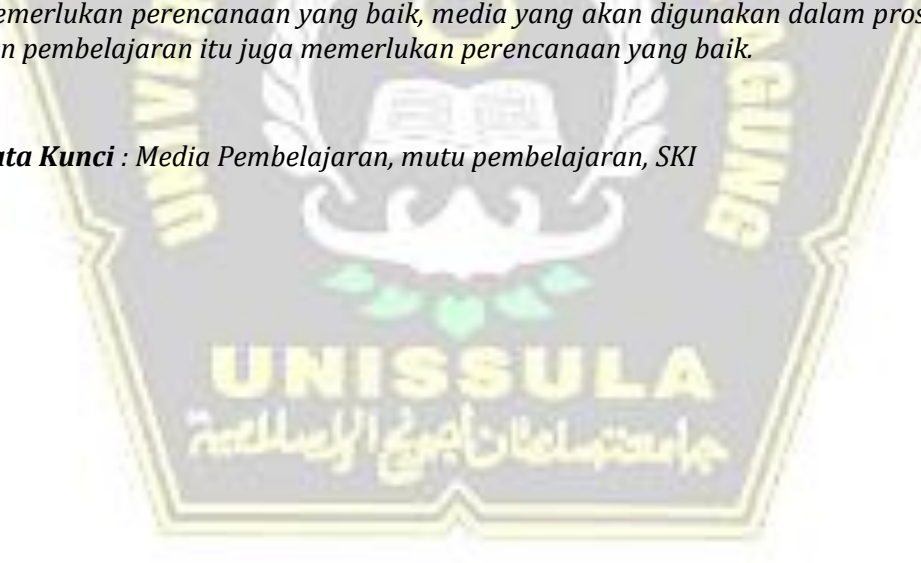 emerlukan perencanaan yang baik, media yang akan digunakan dalam pros
n pembelajaran itu juga memerlukan perencanaan yang baik.
ata Kunci : Media Pembelajaran, mutu pembelajaran, SKI
UNISSULA
جامعة سلطان أجونج الإسلامية